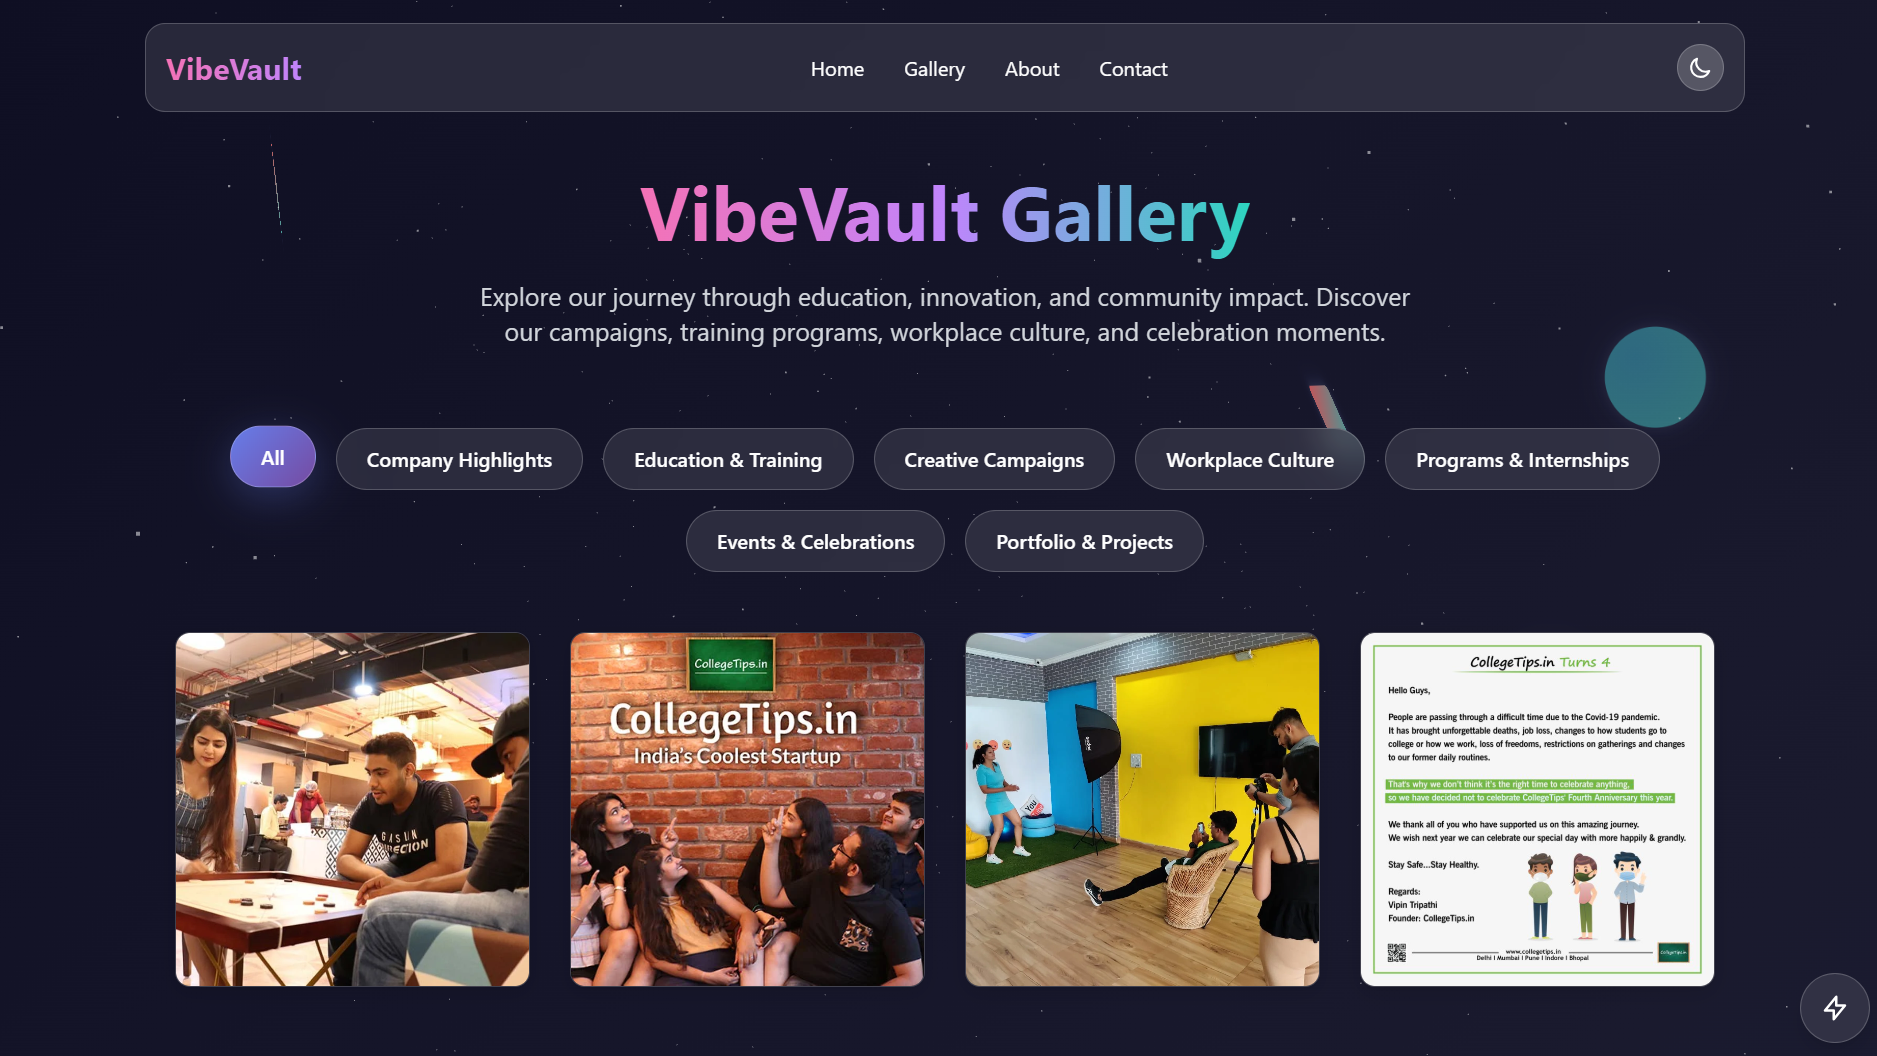 VibeVault
Home
Gallery
About
Contact
VibeVault Gallery
Explore our journey through education, innovation, and community impact. Discover
our campaigns, training programs, workplace culture, and celebration moments.
All
Company Highlights
Education & Training
Creative Campaigns
Workplace Culture
Programs & Internships
Events & Celebrations
Portfolio & Projects
CollegeTips.in
CollegeTips.in
India's Coolest Startup
You
CollegeTips.in Turns 4
Hello Guys,
People are passing through a difficult time due to the Covid-19 pandemic.
It has brought unforgettable deaths, job loss, changes to how students go to
college or how we work, loss of freedoms, restrictions on gatherings and changes
to our former daily routines.
That's why we don't think it's the right time to celebrate anything,
so we have decided not to celebrate CollegeTips' Fourth Anniversary this year.
We thank all of you who have supported us on this amazing journey.
We wish next year we can celebrate our special day with more happily & grandly.
Stay Safe...Stay Healthy.
Regards:
Vipin Tripathi
Founder: CollegeTips.in
www.collegetips.in
Delhi I Mumbai I Pune I Indore I Bhopal
CollegeTips.in